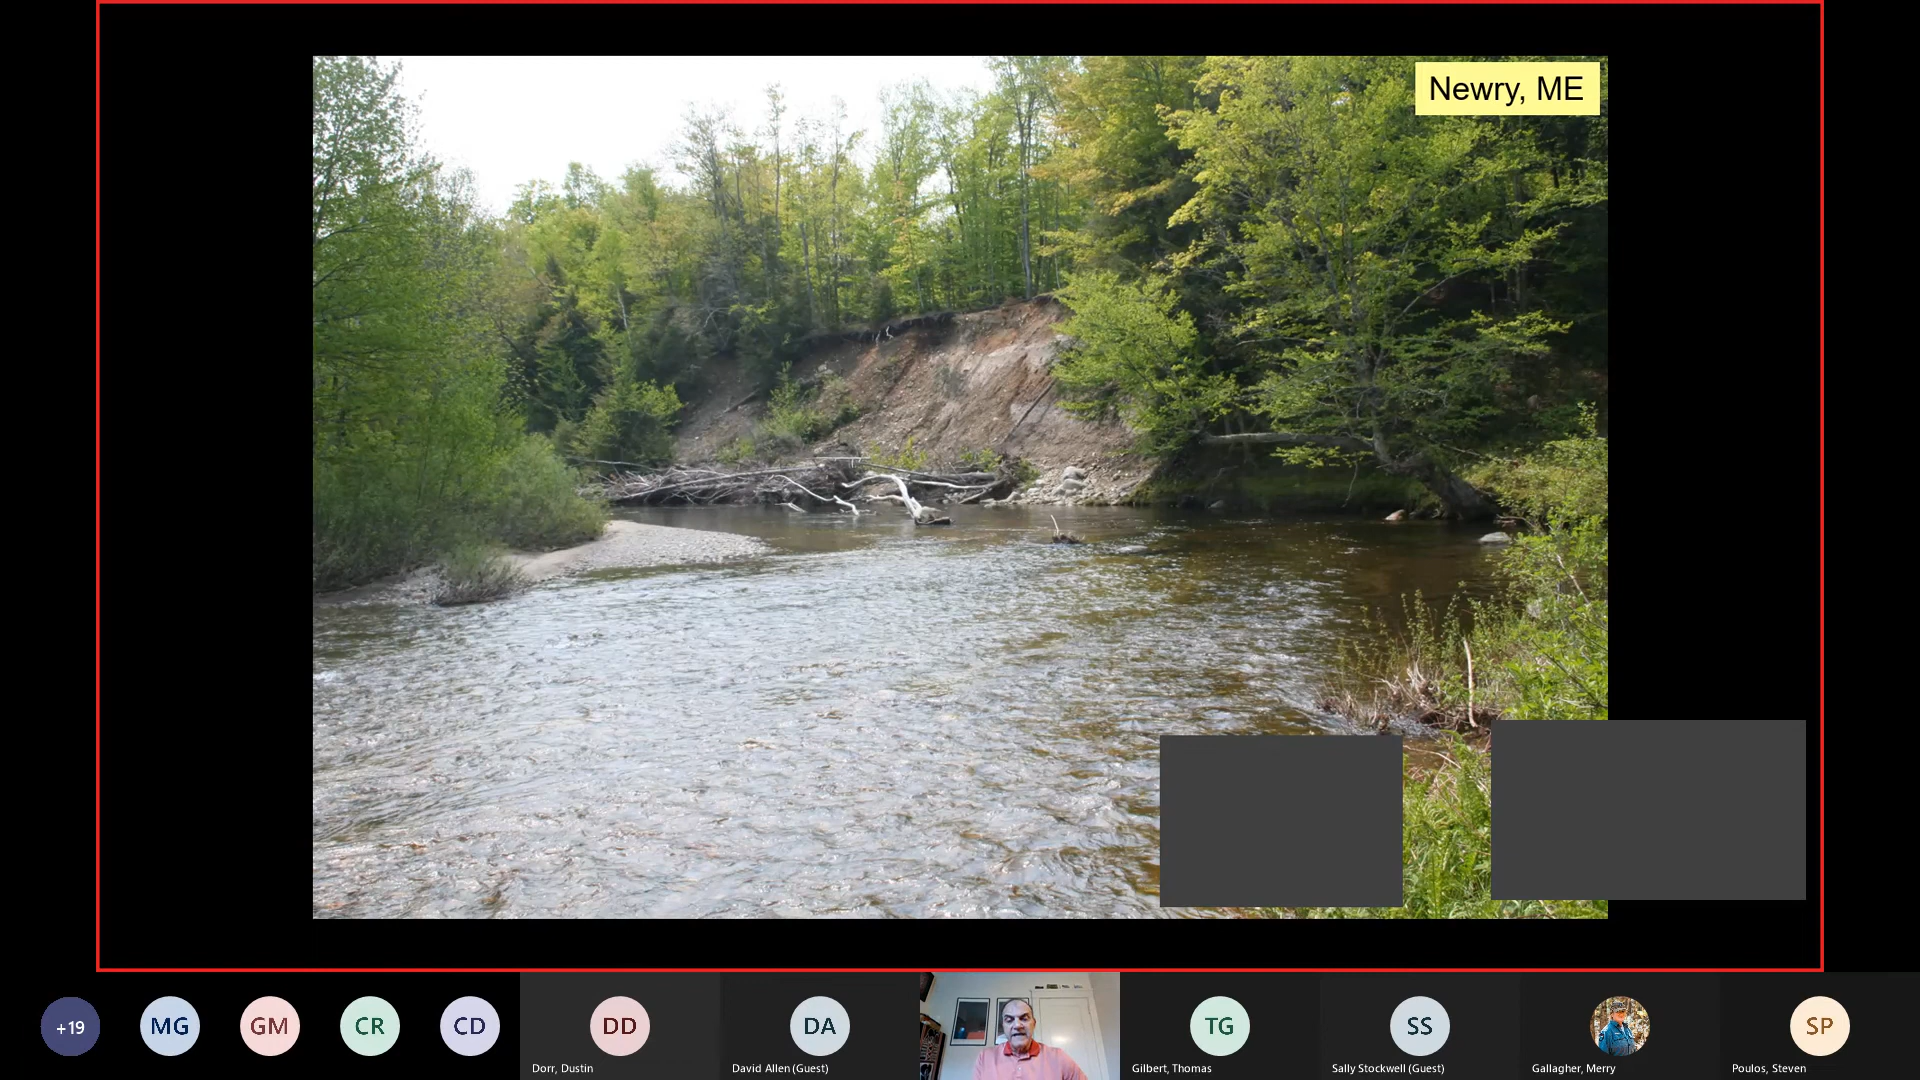 Newry, ME
+19
MG
GM
CR
CD
DD
DA
TG
SS
SP
Dorr, Dustin
David Allen (Guest)
Gilbert, Thomas
Sally Stockwell (Guest)
Gallagher, Merry
Poulos, Steven